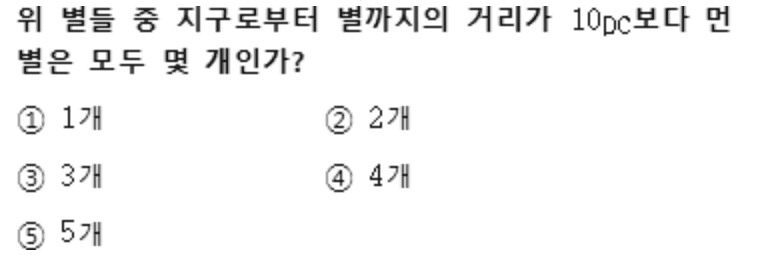 위 별들 중 지구로부터 별까지의 거리가 10pc보다 먼
별은 모두 몇 개인가?
① 1개 ② 2개
③ 3개 ④ 4개
⑤ 5개